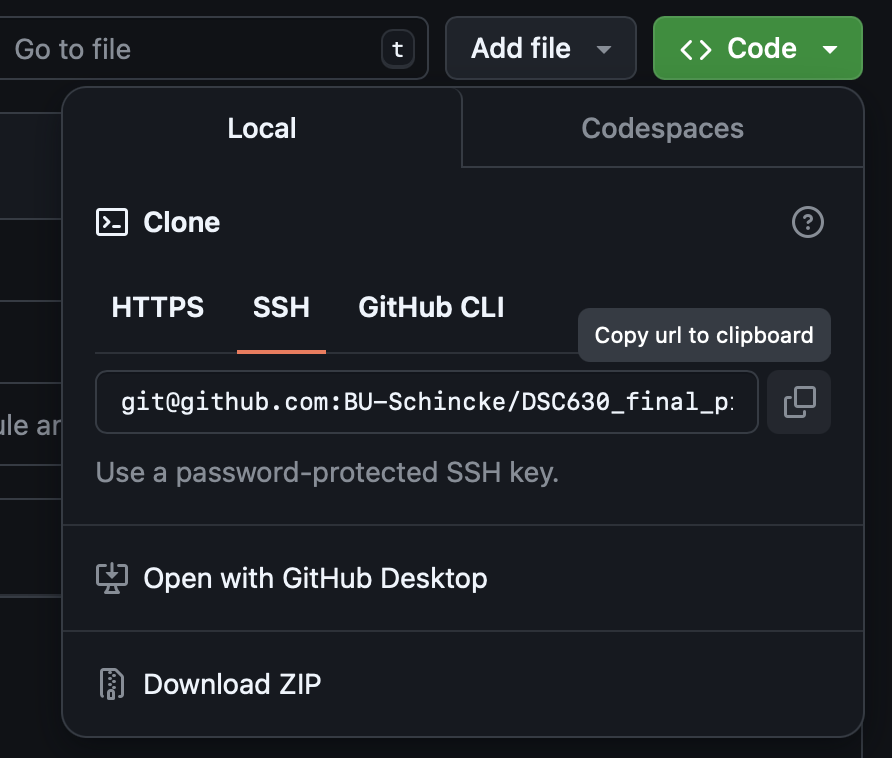 Go to file t Add file Code
Local Codespaces
Clone
HTTPS SSH GitHub CLI
Copy url to clipboard
git@github.com:BU-Schincke/DSC630_final_p
ule ar
Use a password-protected SSH key.
Open with GitHub Desktop
Download ZIP